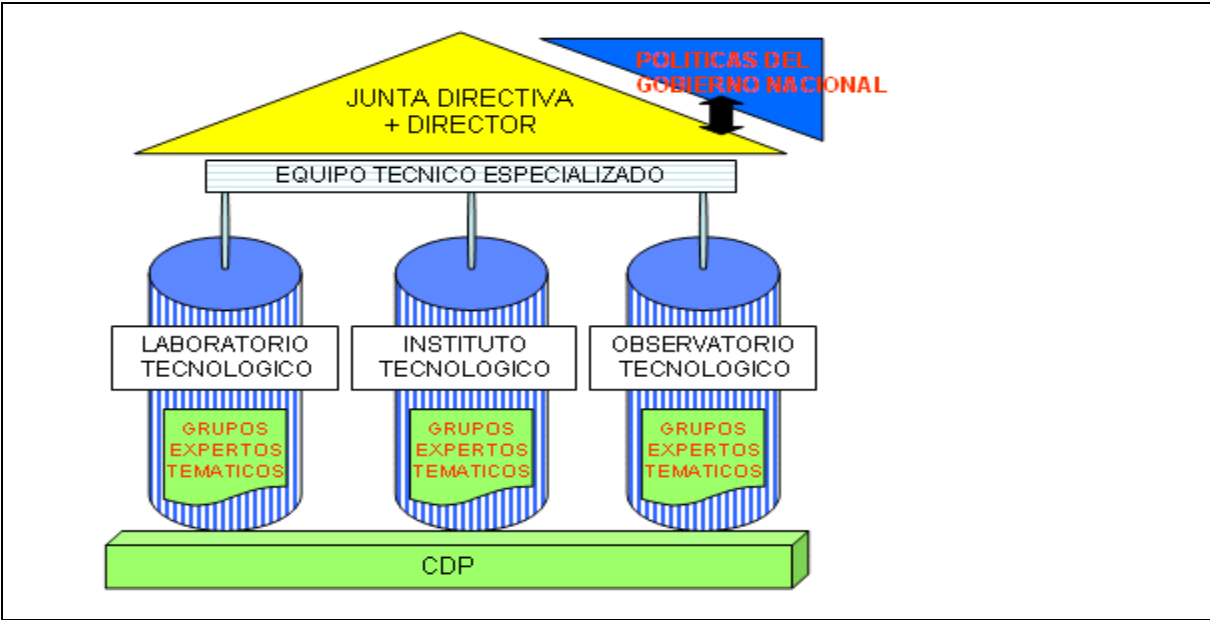 POLITICAS DEL
GOBIERNO NACIONAL
JUNTA DIRECTIVA
+ DIRECTOR
EQUIPO TECNICO ESPECIALIZADO
LABORATORIO
TECNOLOGICO
INSTITUTO
TECNOLOGICO
OBSERVATORIO
TECNOLOGICO
GRUPOS
EXPERTOS
TEMATICOS
GRUPOS
EXPERTOS
TEMATICOS
GRUPOS
EXPERTOS
TEMATICOS
CDP